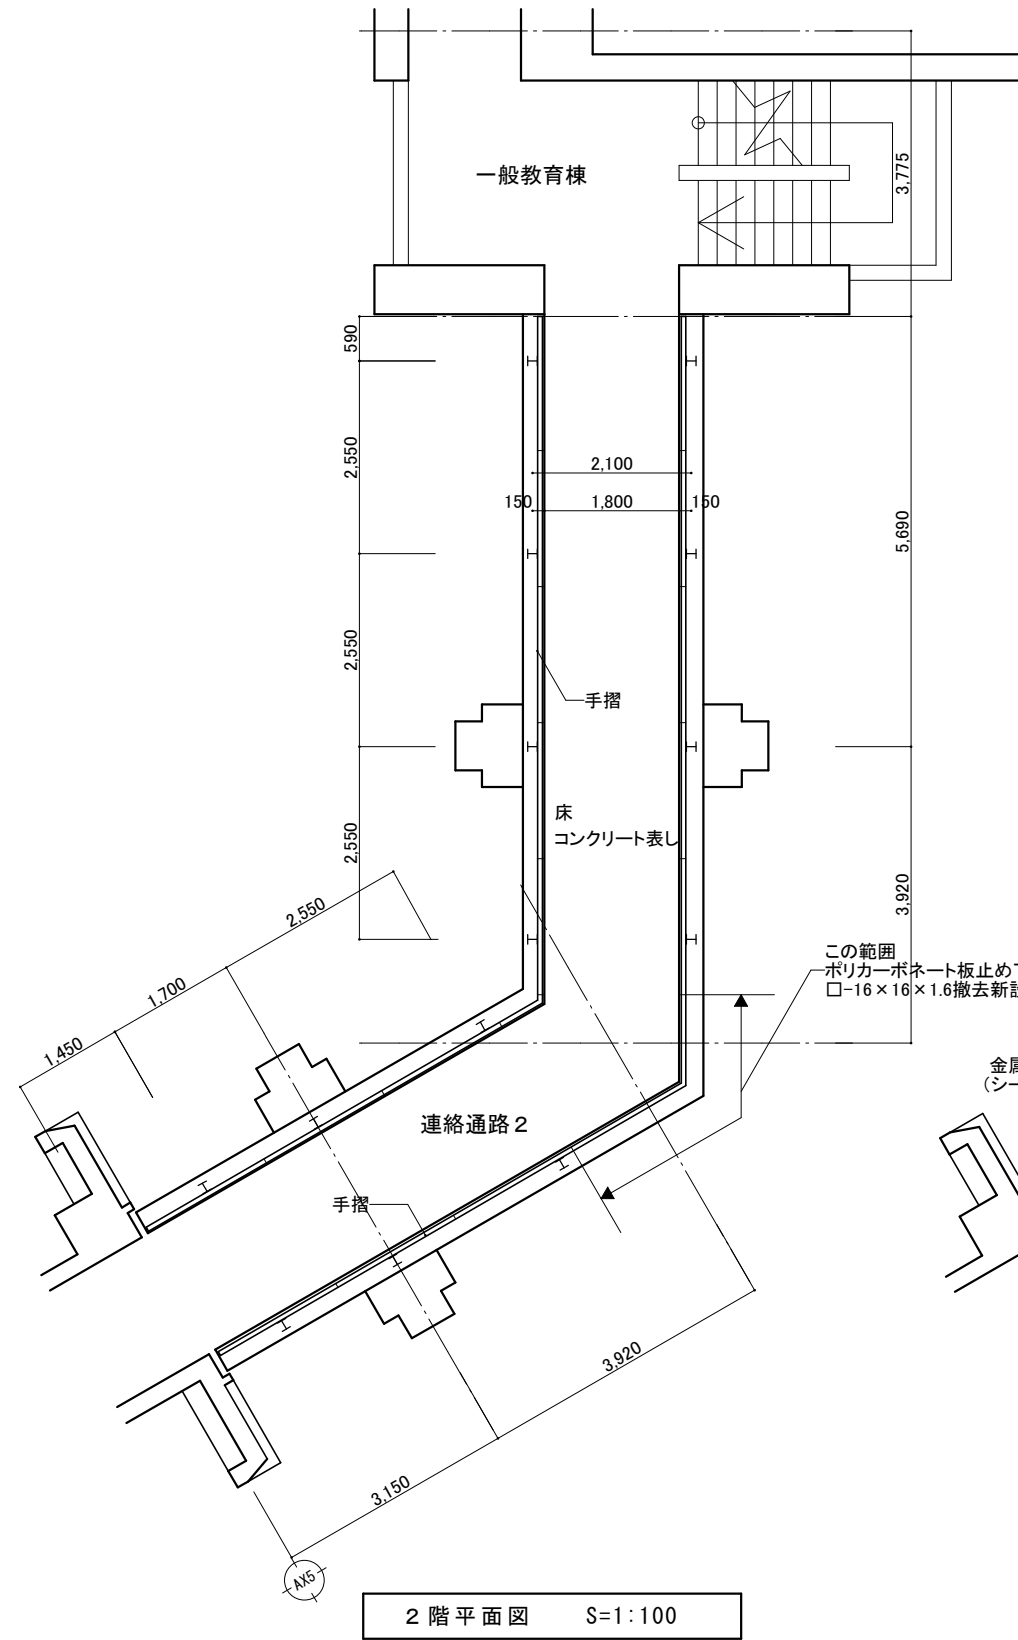 一般教育棟
3,775
590
2,550
2,100
150
1,800
150
5,690
2,550
手摺
床
コンクリート表し
2,550
3,920
2,550
1,700
1,450
この範囲
ポリカーボネート板止め
□-16×16×1.6撤去新設
金属
(シー
連絡通路2
手摺
3,920
3,150
AX5
2階平面図 S=1:100